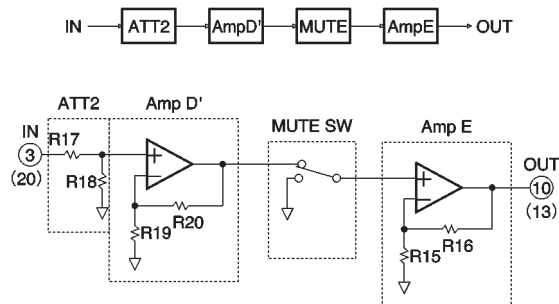 IN ATT2 AmpD' MUTE AmpE OUT
ATT2 Amp D' MUTE SW Amp E
IN
3
(20)
R17
R18
R19
R20
R15
R16
OUT
10
(13)